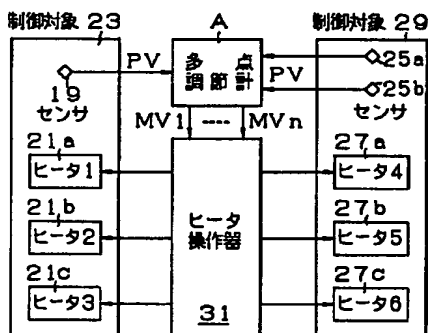 制御対象 23
A
制御対象 29
PV
多点
調節計
PV
25a
25b
19
センサ
センサ
MV1 ---- MVn
21a
ヒータ1
27a
ヒータ4
21b
ヒータ2
ヒータ
操作器
27b
ヒータ5
21c
ヒータ3
31
27c
ヒータ6